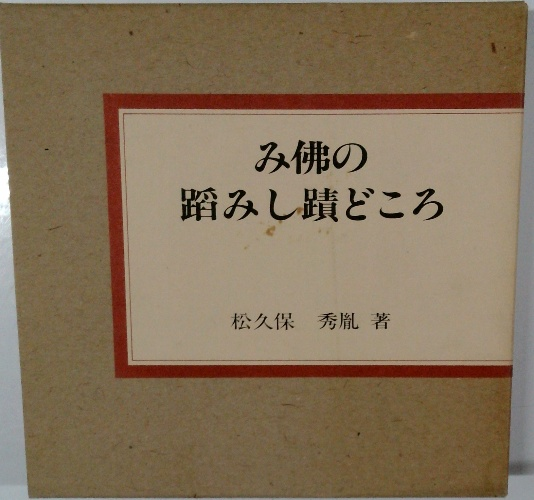 み佛の
蹈みし蹟どころ
松久保 秀胤 著